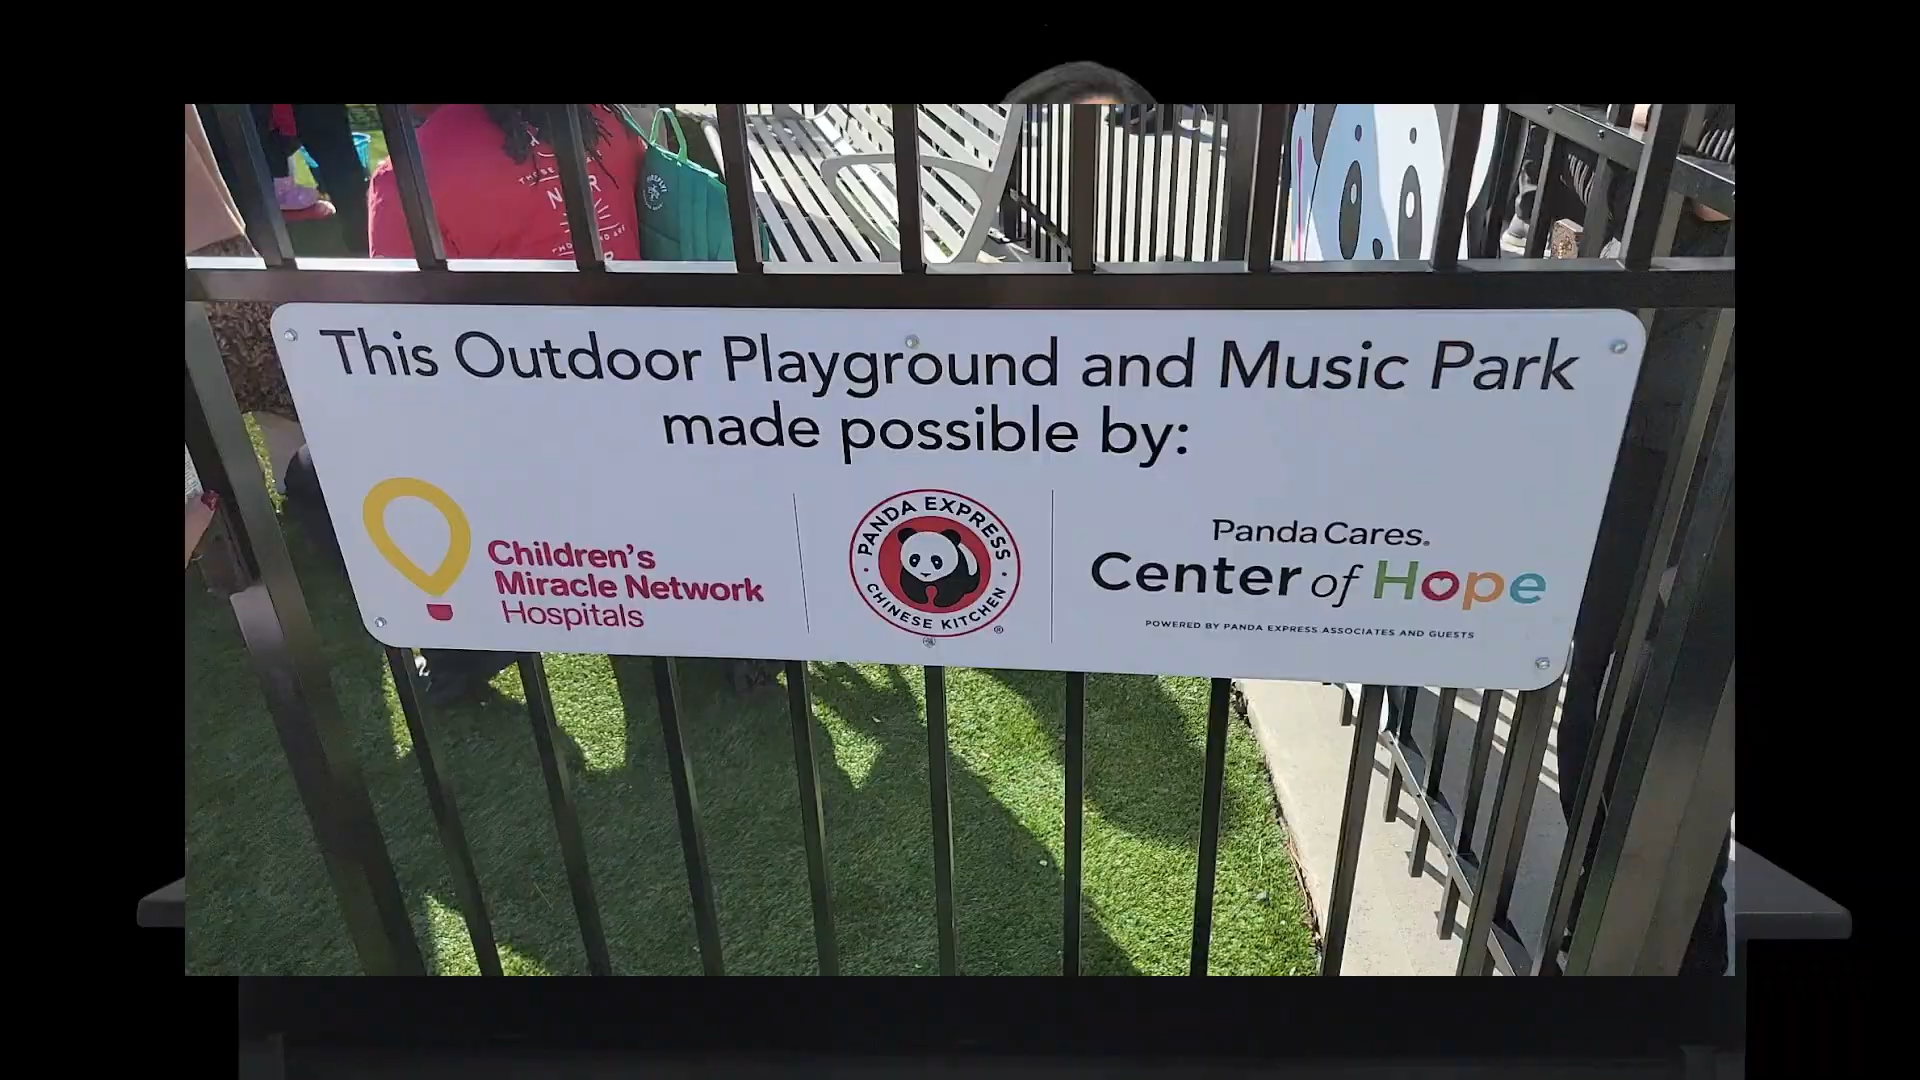 This Outdoor Playground and Music Park
made possible by:
Children's
Miracle Network
Hospitals
PANDA EXPRESS
CHINESE KITCHEN
®
Panda Cares.
Center of Hope
POWERED BY PANDA EXPRESS ASSOCIATES AND GUESTS